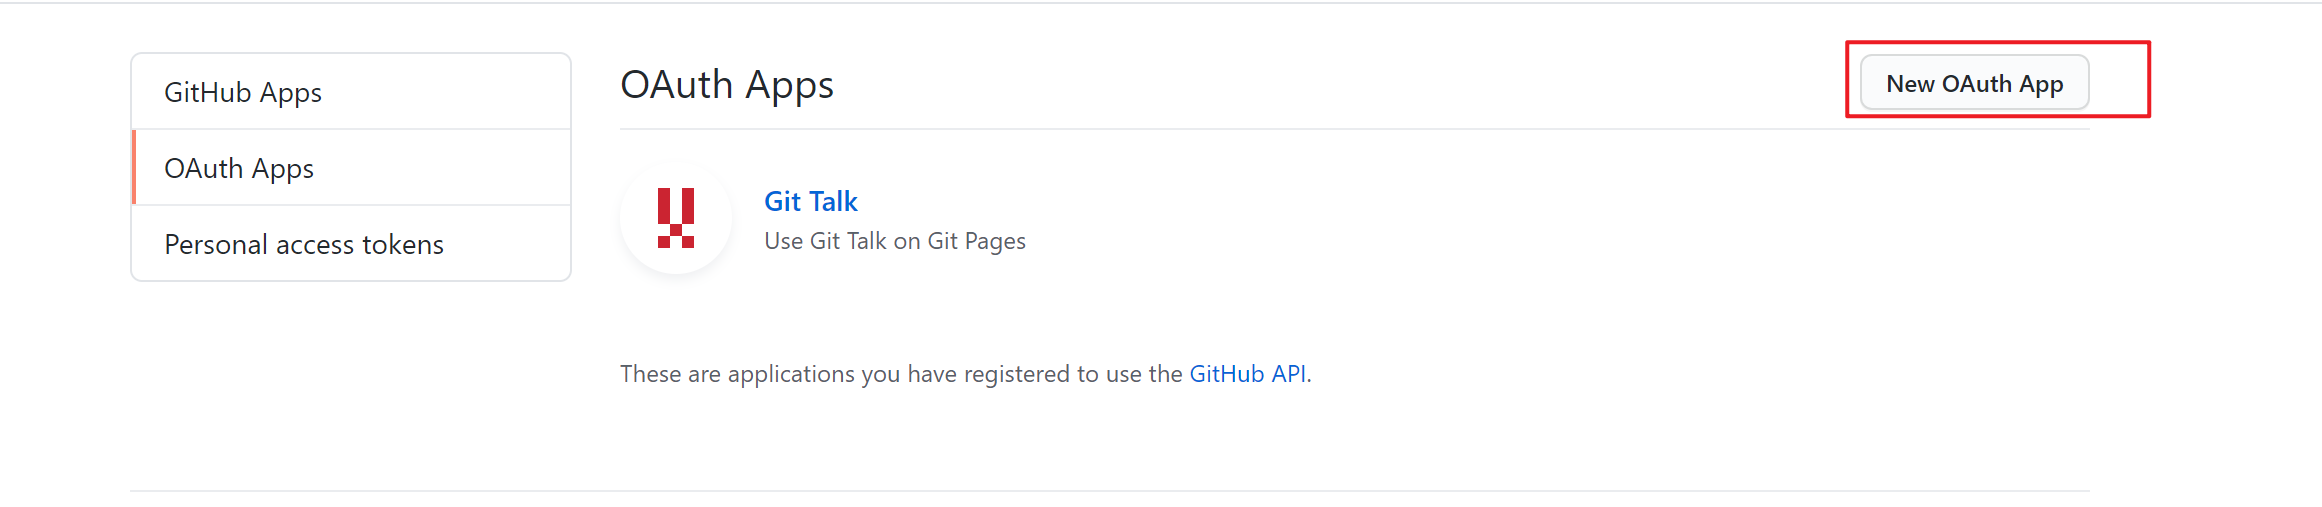 GitHub Apps
OAuth Apps
Personal access tokens
OAuth Apps
New OAuth App
Git Talk
Use Git Talk on Git Pages
These are applications you have registered to use the GitHub API.